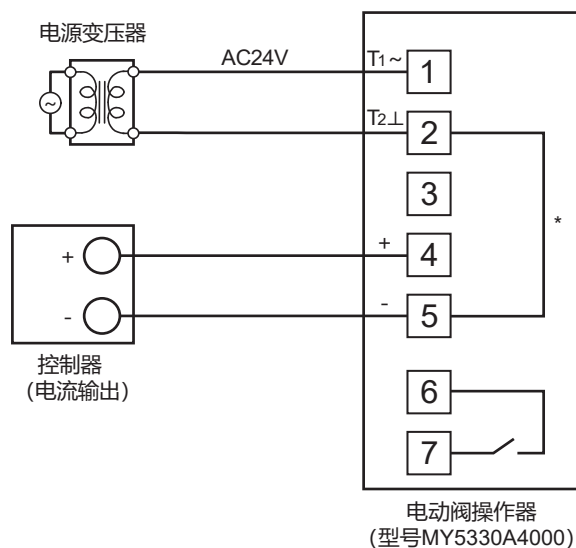 电源变压器
AC24V
T1~
1
~
T2⊥
2
3
*
+
+
4
-
-
5
控制器
(电流输出)
6
7
电动阀操作器
(型号MY5330A4000)